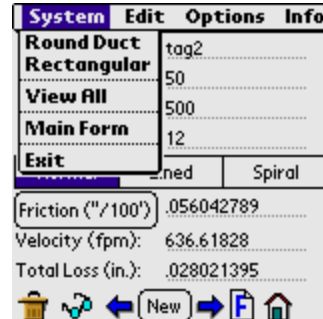 System Edit Options Info
Round Duct
Rectangular
View All
Main Form
Exit
tag2
50
500
12
Spiral
Friction ("/100') .056042789
Velocity (fpm): 636.61828
Total Loss (in.): .028021395
New
F